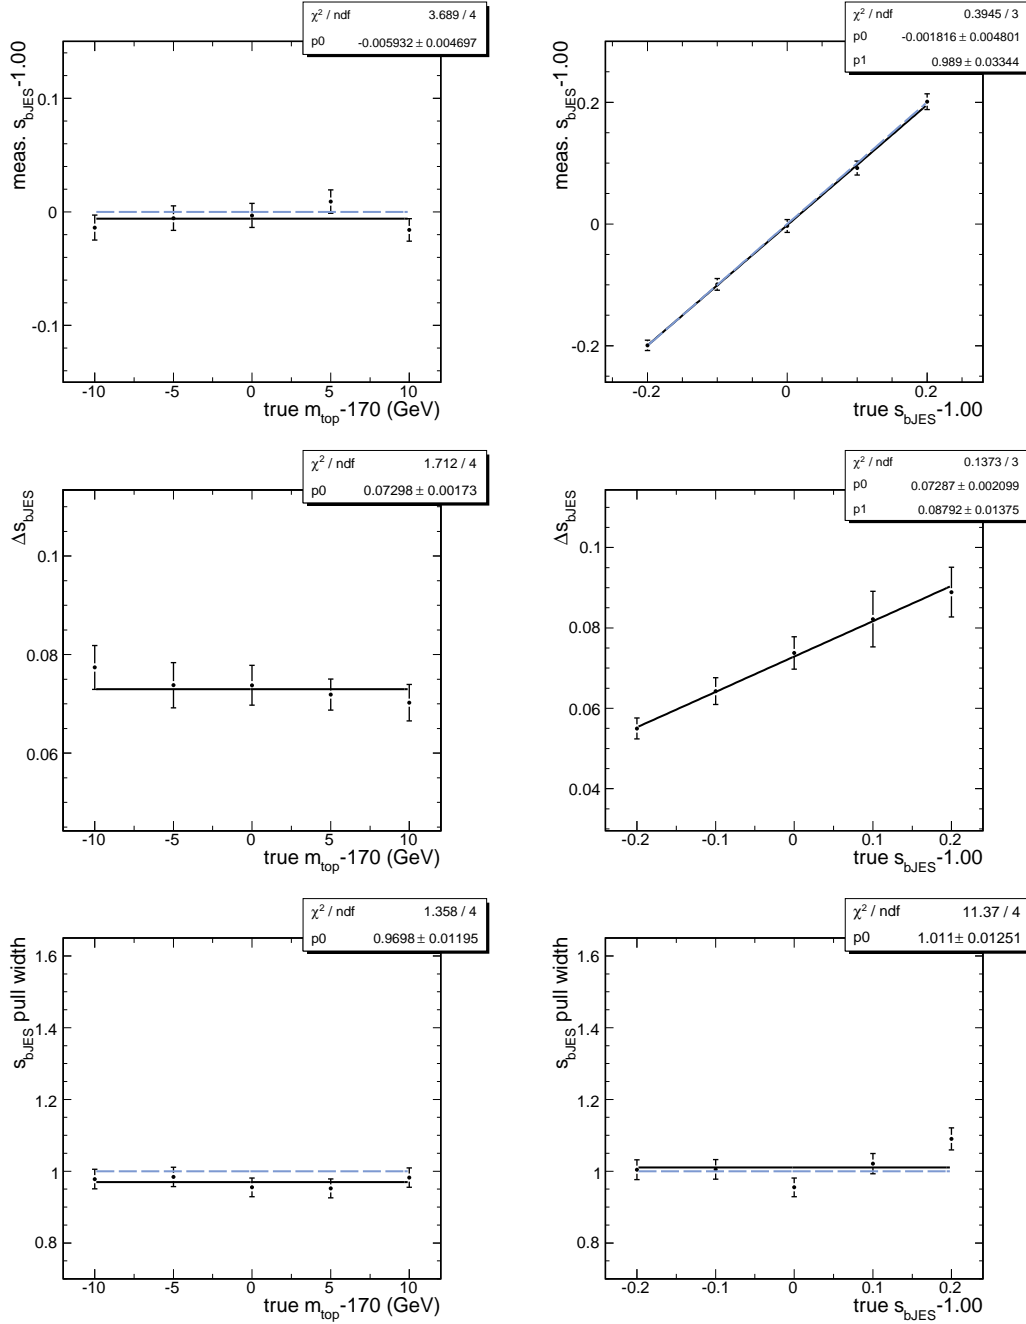 χ² / ndf 3.689 / 4
p0 -0.005932 ± 0.004697
meas. s_bJES-1.00
0.1
0
-0.1
-10 -5 0 5 10
true m_top-170 (GeV)
χ² / ndf 0.3945 / 3
p0 -0.001816 ± 0.004801
p1 0.989 ± 0.03344
meas. s_bJES-1.00
0.2
0
-0.2
-0.2 0 0.2
true s_bJES-1.00
χ² / ndf 1.712 / 4
p0 0.07298 ± 0.00173
Δs_bJES
0.1
0.08
0.06
-10 -5 0 5 10
true m_top-170 (GeV)
χ² / ndf 0.1373 / 3
p0 0.07287 ± 0.002099
p1 0.08792 ± 0.01375
Δs_bJES
0.1
0.08
0.06
0.04
-0.2 -0.1 0 0.1 0.2
true s_bJES-1.00
χ² / ndf 1.358 / 4
p0 0.9698 ± 0.01195
s_bJES pull width
1.6
1.4
1.2
1
0.8
-10 -5 0 5 10
true m_top-170 (GeV)
χ² / ndf 11.37 / 4
p0 1.011 ± 0.01251
s_bJES pull width
1.6
1.4
1.2
1
0.8
-0.2 -0.1 0 0.1 0.2
true s_bJES-1.00